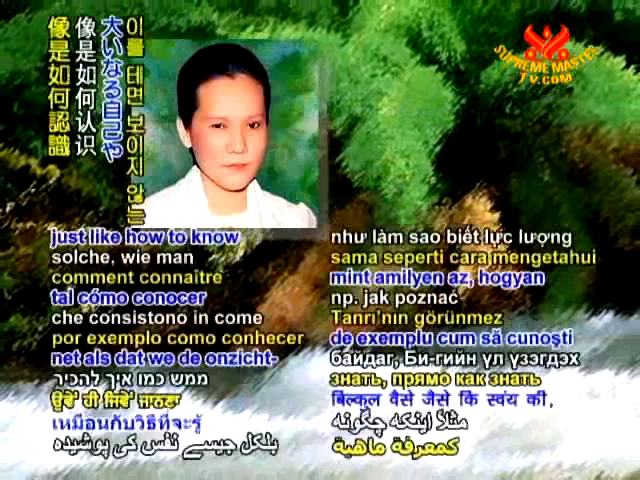 SUPREME MASTER
TV.COM
이를 테면 보이지 않는
大いなる自己や
像是如何认识
像是如何認識
just like how to know
solche, wie man
comment connaître
tal cómo conocer
che consistono in come
por exemplo como conhecer
net als dat we de onzicht-
ממש כמו איך להכיר
ਉਵੇਂ ਹੀ ਜਿਵੇਂ ਜਾਨਣਾ
เหมือนกับวิธีที่จะรู้
بلکل جیسے نفس کی پوشیدہ
như làm sao biết lực lượng
sama seperti cara mengetahui
mint amilyen az, hogyan
np. jak poznać
Tanrı'nın görünmez
de exemplu cum să cunoşti
байдаг, Би-гийн үл үзэгдэх
знать, прямо как знать
बिल्कुल वैसे जैसे कि स्वंय की,
مثلاً اینکه چگونه
كمعرفة ماهية